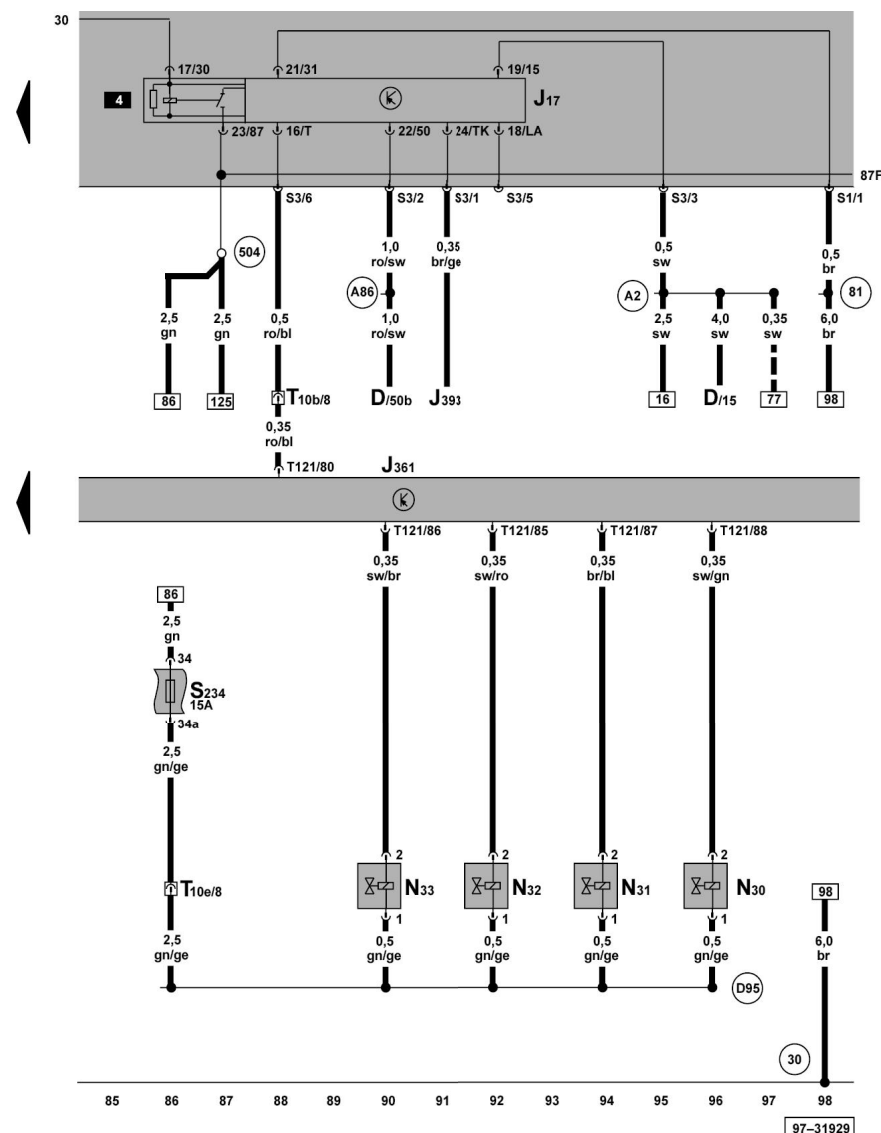 30
17/30 21/31 19/15
4 J17
23/87 16/T 22/50 24/TK 18/LA
87F
S3/6 S3/2 S3/1 S3/5 S3/3 S1/1
504
1,0 ro/sw
0,35 br/ge
0,5 sw
0,5 br
A86 A2 81
2,5 gn
2,5 gn
0,5 ro/bl
1,0 ro/sw
2,5 sw
4,0 sw
0,35 sw
6,0 br
86 125 T10b/8 D/50b J393 16 D/15 77 98
0,35 ro/bl
T121/80 J361
T121/86 T121/85 T121/87 T121/88
0,35 sw/br
0,35 sw/ro
0,35 br/bl
0,35 sw/gn
86
2,5 gn
34
S234
15A
34a
2,5 gn/ge
2 2 2 2
T10e/8 N33 N32 N31 N30 98
1 1 1 1
2,5 gn/ge
0,5 gn/ge
0,5 gn/ge
0,5 gn/ge
0,5 gn/ge
6,0 br
D95
30
85 86 87 88 89 90 91 92 93 94 95 96 97 98
97-31929